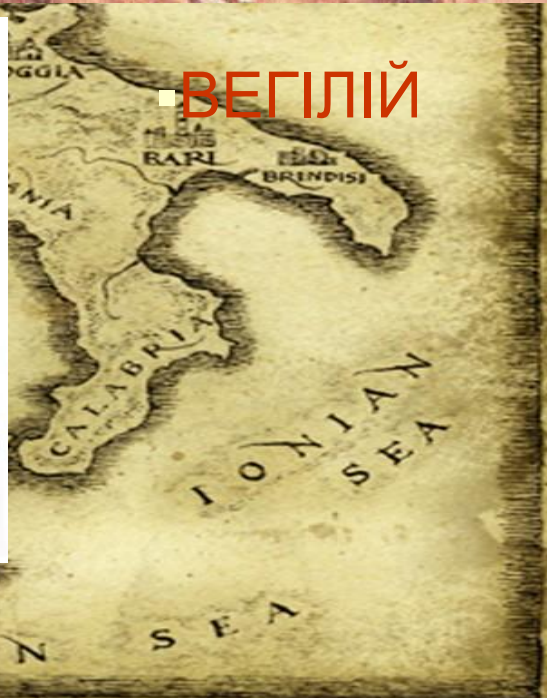 OGGIA
▪ВЕГІЛІЙ
BARI
BRINDISI
ANIA
CALABRIA
IONIAN
SEA
N SEA